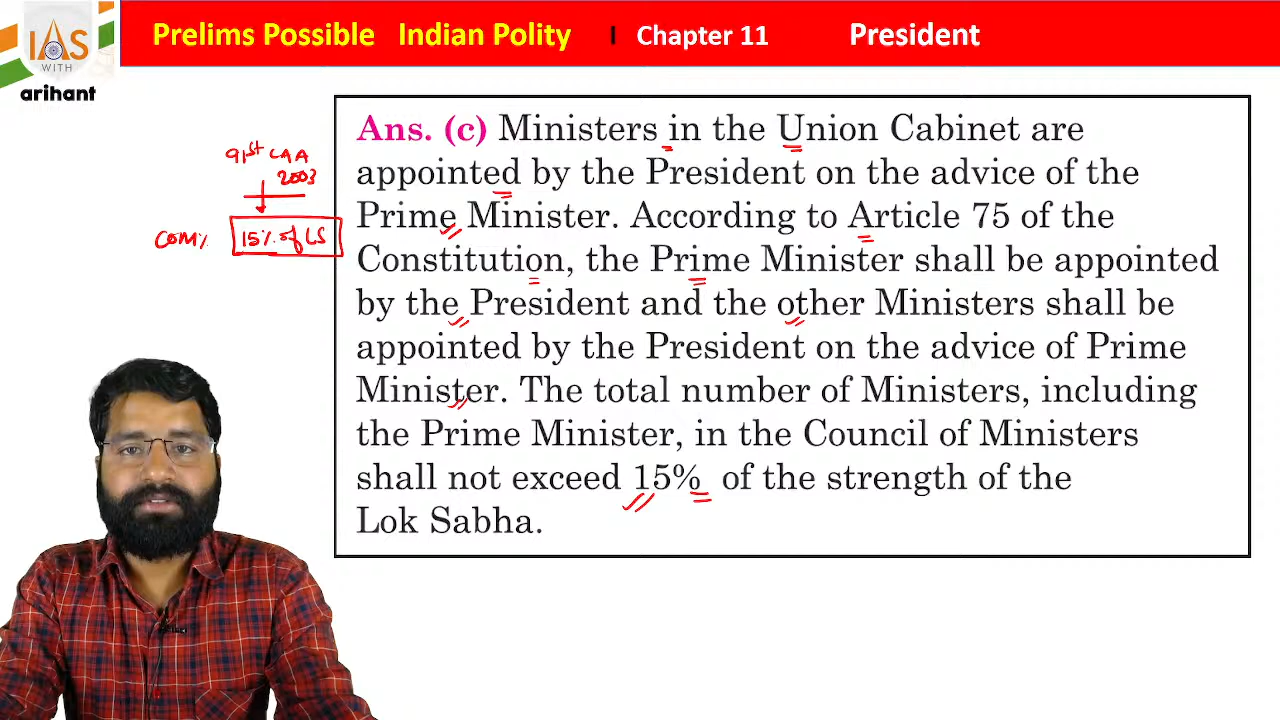 IAS
WITH
arihant
Prelims Possible Indian Polity | Chapter 11 President
91st CAA
2003
COM% 15% of LS
Ans. (c) Ministers in the Union Cabinet are
appointed by the President on the advice of the
Prime Minister. According to Article 75 of the
Constitution, the Prime Minister shall be appointed
by the President and the other Ministers shall be
appointed by the President on the advice of Prime
Minister. The total number of Ministers, including
the Prime Minister, in the Council of Ministers
shall not exceed 15% of the strength of the
Lok Sabha.